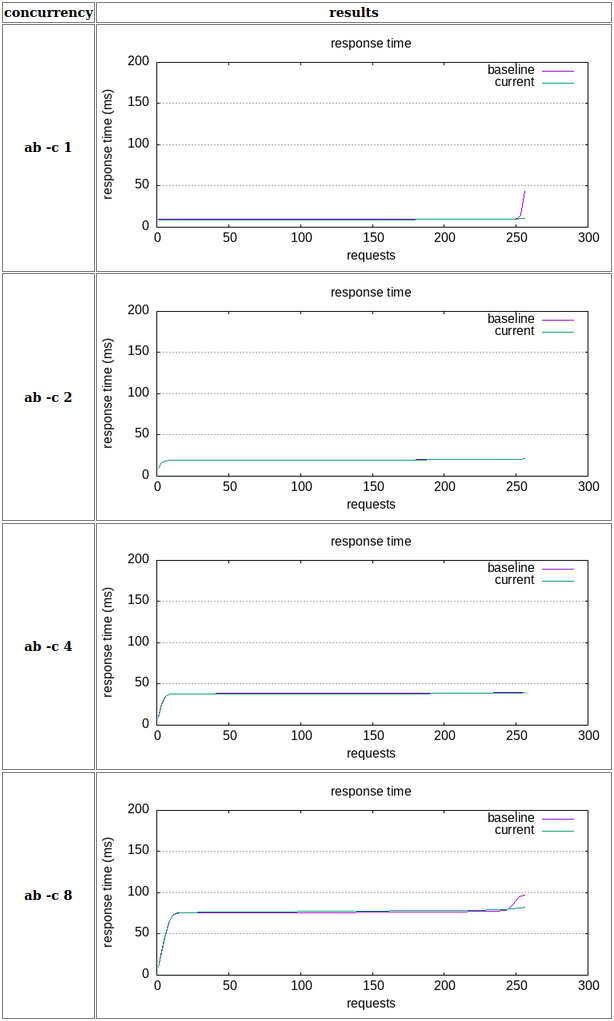 concurrency results
response time
200
150
100
50
0
0 50 100 150 200 250 300
response time (ms)
requests
baseline
current
ab -c 1
response time
200
150
100
50
0
0 50 100 150 200 250 300
response time (ms)
requests
baseline
current
ab -c 2
response time
200
150
100
50
0
0 50 100 150 200 250 300
response time (ms)
requests
baseline
current
ab -c 4
response time
200
150
100
50
0
0 50 100 150 200 250 300
response time (ms)
requests
baseline
current
ab -c 8